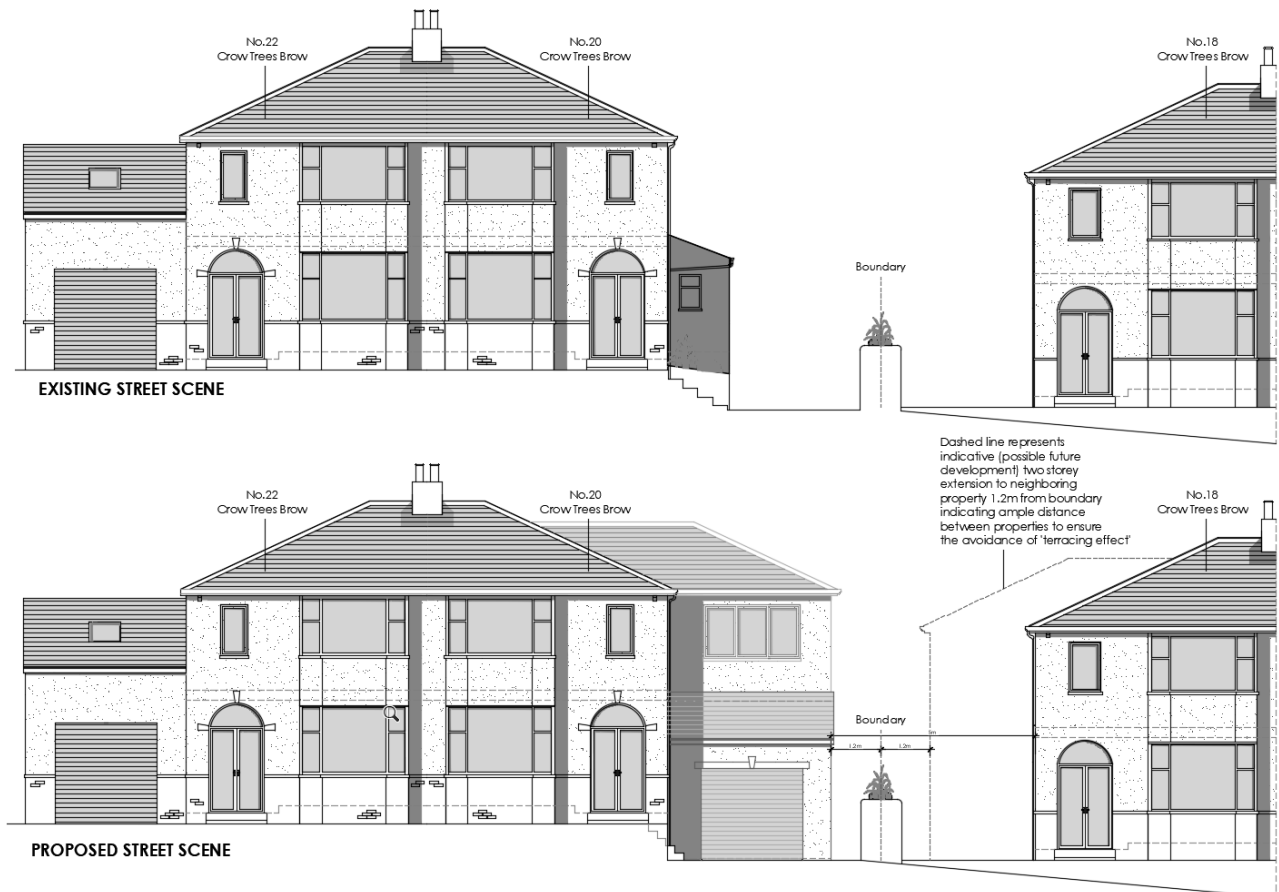 No.22
Crow Trees Brow
No.20
Crow Trees Brow
No.18
Crow Trees Brow
Boundary
EXISTING STREET SCENE
Dashed line represents
indicative (possible future
development) two storey
extension to neighboring
property 1.2m from boundary
indicating ample distance
between properties to ensure
the avoidance of 'terracing effect'
No.22
Crow Trees Brow
No.20
Crow Trees Brow
No.18
Crow Trees Brow
Boundary
5m
1.2m
1.2m
PROPOSED STREET SCENE